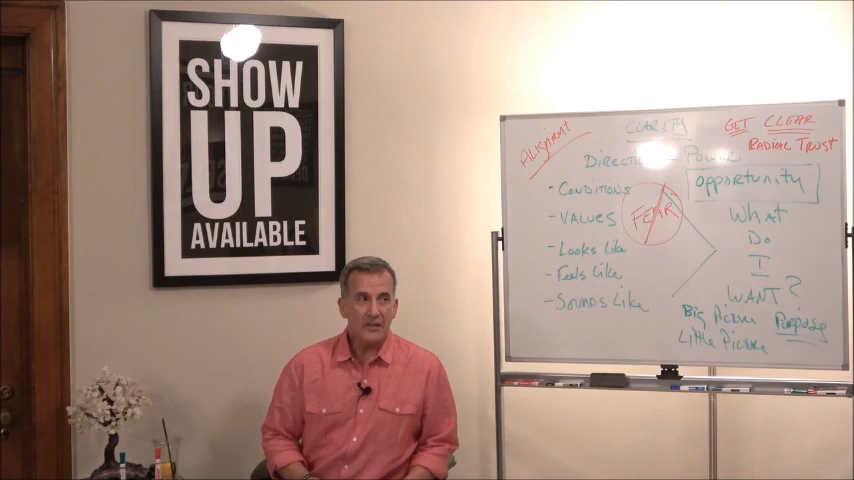 SHOW
UP
AVAILABLE
Alignment
CLARITY
GET CLEAR
RADICAL TRUST
DIRECTION - POWER
opportunity
- CONDITIONS
- VALUES
- Looks Like
- Feels Like
- Sounds Like
FEAR
What
Do
I
WANT?
Big Picture Purpose
Little Picture